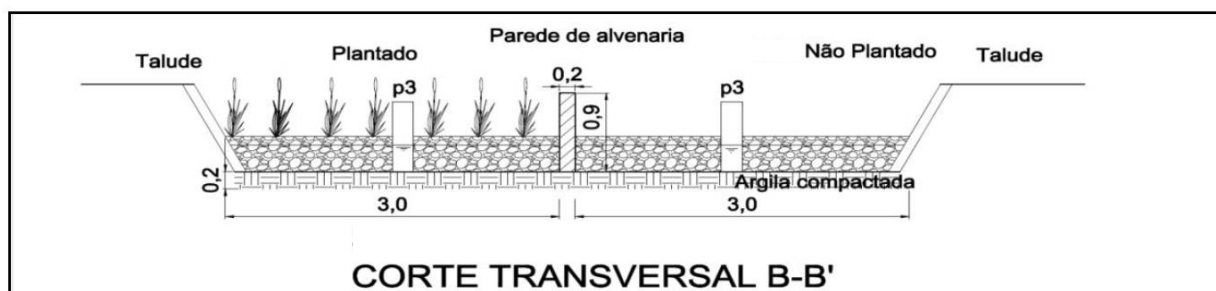 Parede de alvenaria
Talude
Plantado
Não Plantado
Talude
0,2
p3
p3
0,9
0,2
Argila compactada
3,0
3,0
CORTE TRANSVERSAL B-B'